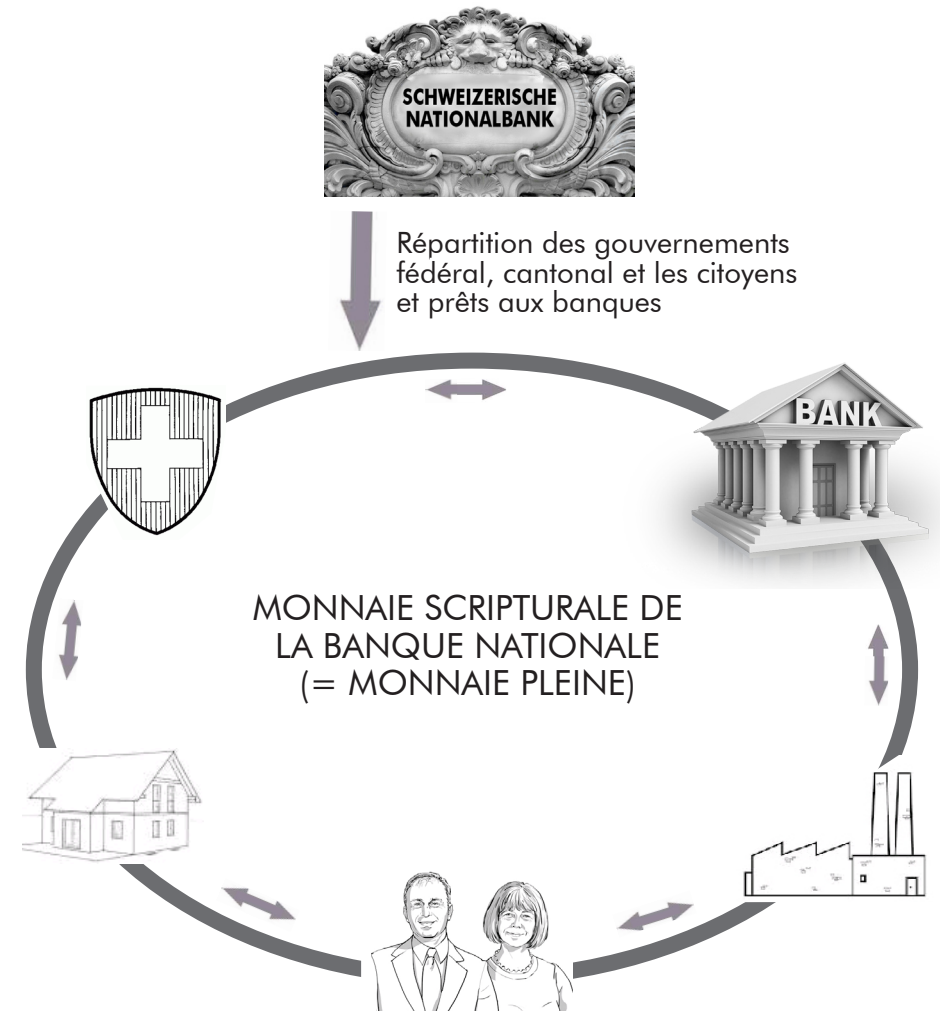 SCHWEIZERISCHE
NATIONALBANK
Répartition des gouvernements
fédéral, cantonal et les citoyens
et prêts aux banques
BANK
MONNAIE SCRIPTURALE DE
LA BANQUE NATIONALE
(= MONNAIE PLEINE)